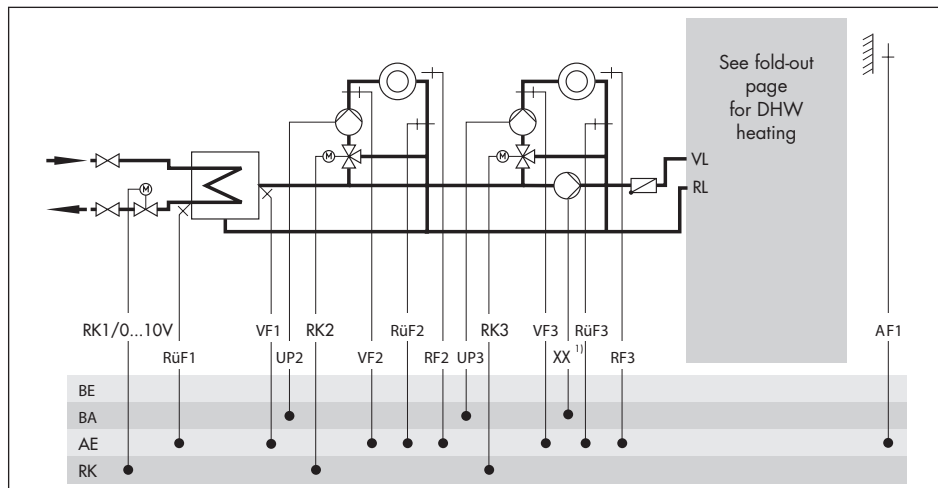 See fold-out
page
for DHW
heating
VL
RL
M
M
M
RK1/0...10V
VF1
RK2
RüF2
RK3
VF3
RüF3
AF1
RüF1
UP2
VF2
RF2
UP3
XX 1)
RF3
BE
BA
AE
RK